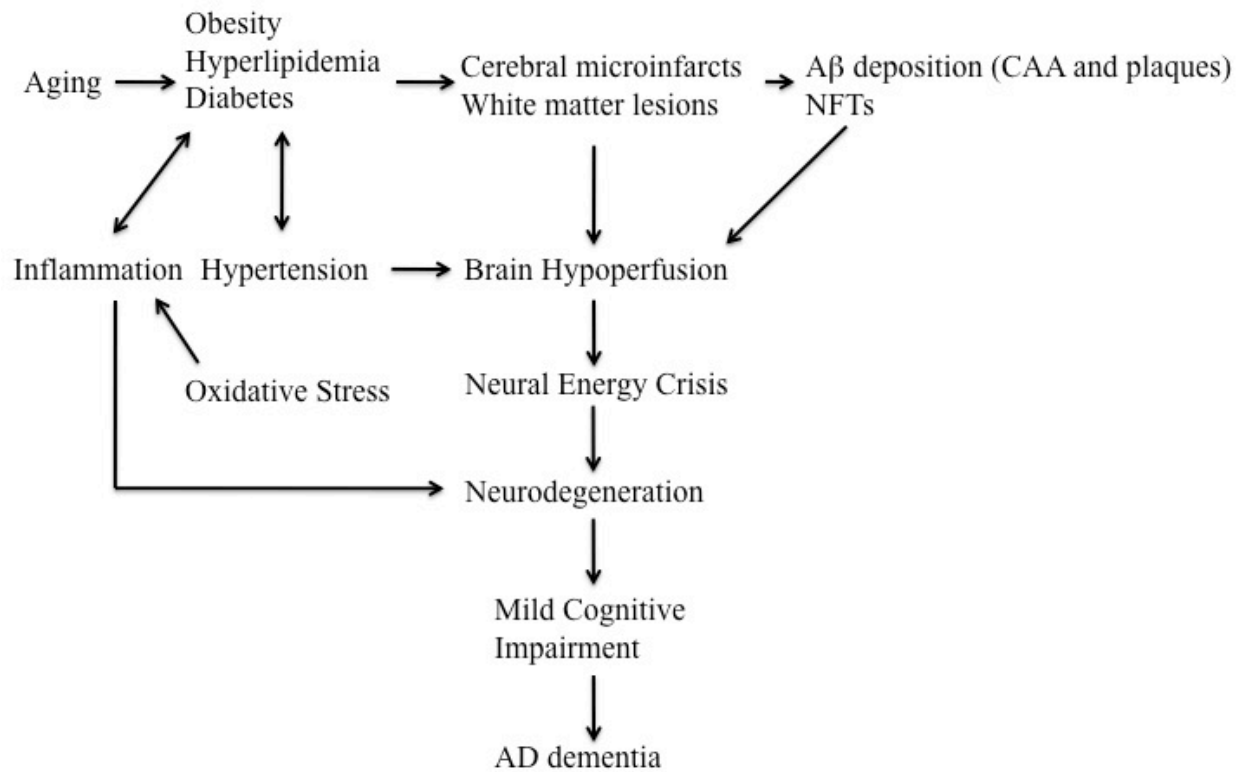 Aging
Obesity
Hyperlipidemia
Diabetes
Cerebral microinfarcts
White matter lesions
Aβ deposition (CAA and plaques)
NFTs
Inflammation
Hypertension
Brain Hypoperfusion
Oxidative Stress
Neural Energy Crisis
Neurodegeneration
Mild Cognitive
Impairment
AD dementia